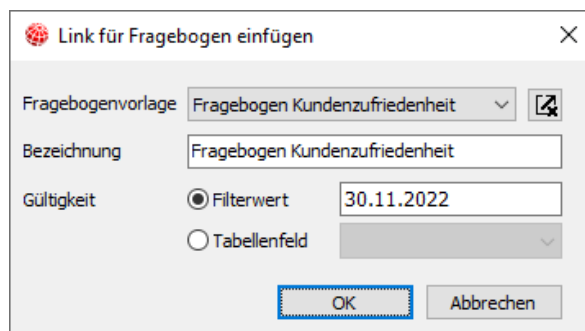 Link für Fragebogen einfügen
Fragebogenvorlage Fragebogen Kundenzufriedenheit
Bezeichnung Fragebogen Kundenzufriedenheit
Gültigkeit Filterwert 30.11.2022
Tabellenfeld
OK Abbrechen